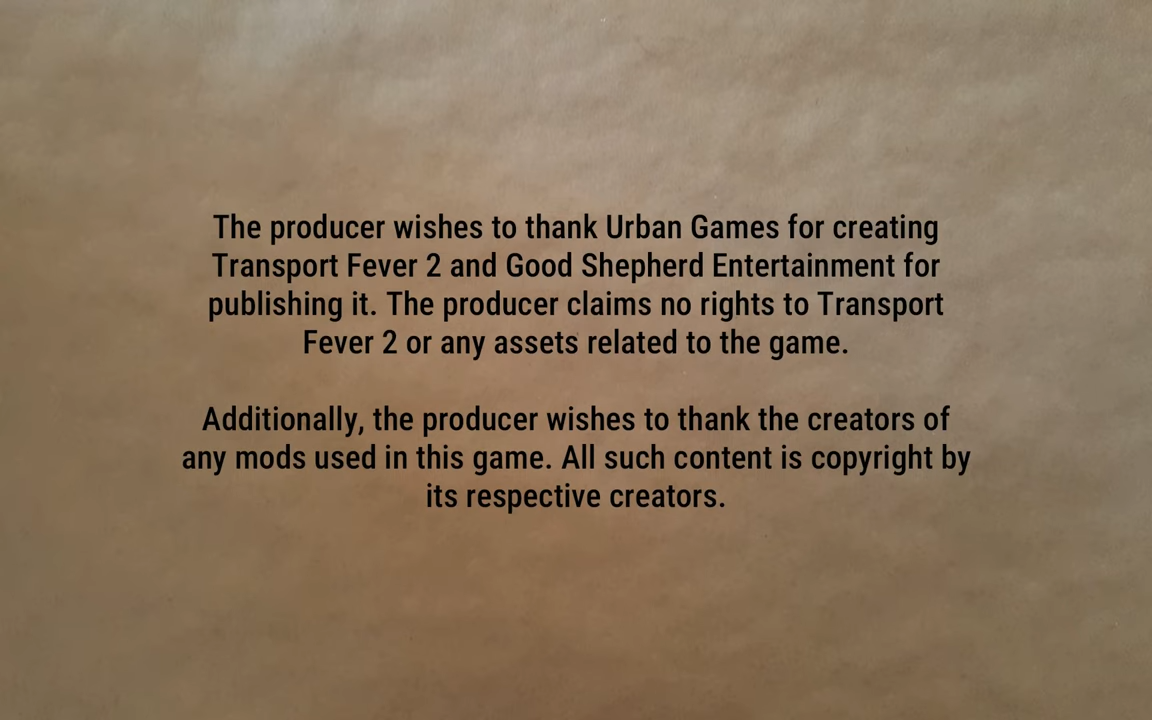 The producer wishes to thank Urban Games for creating
Transport Fever 2 and Good Shepherd Entertainment for
publishing it. The producer claims no rights to Transport
Fever 2 or any assets related to the game.
Additionally, the producer wishes to thank the creators of
any mods used in this game. All such content is copyright by
its respective creators.